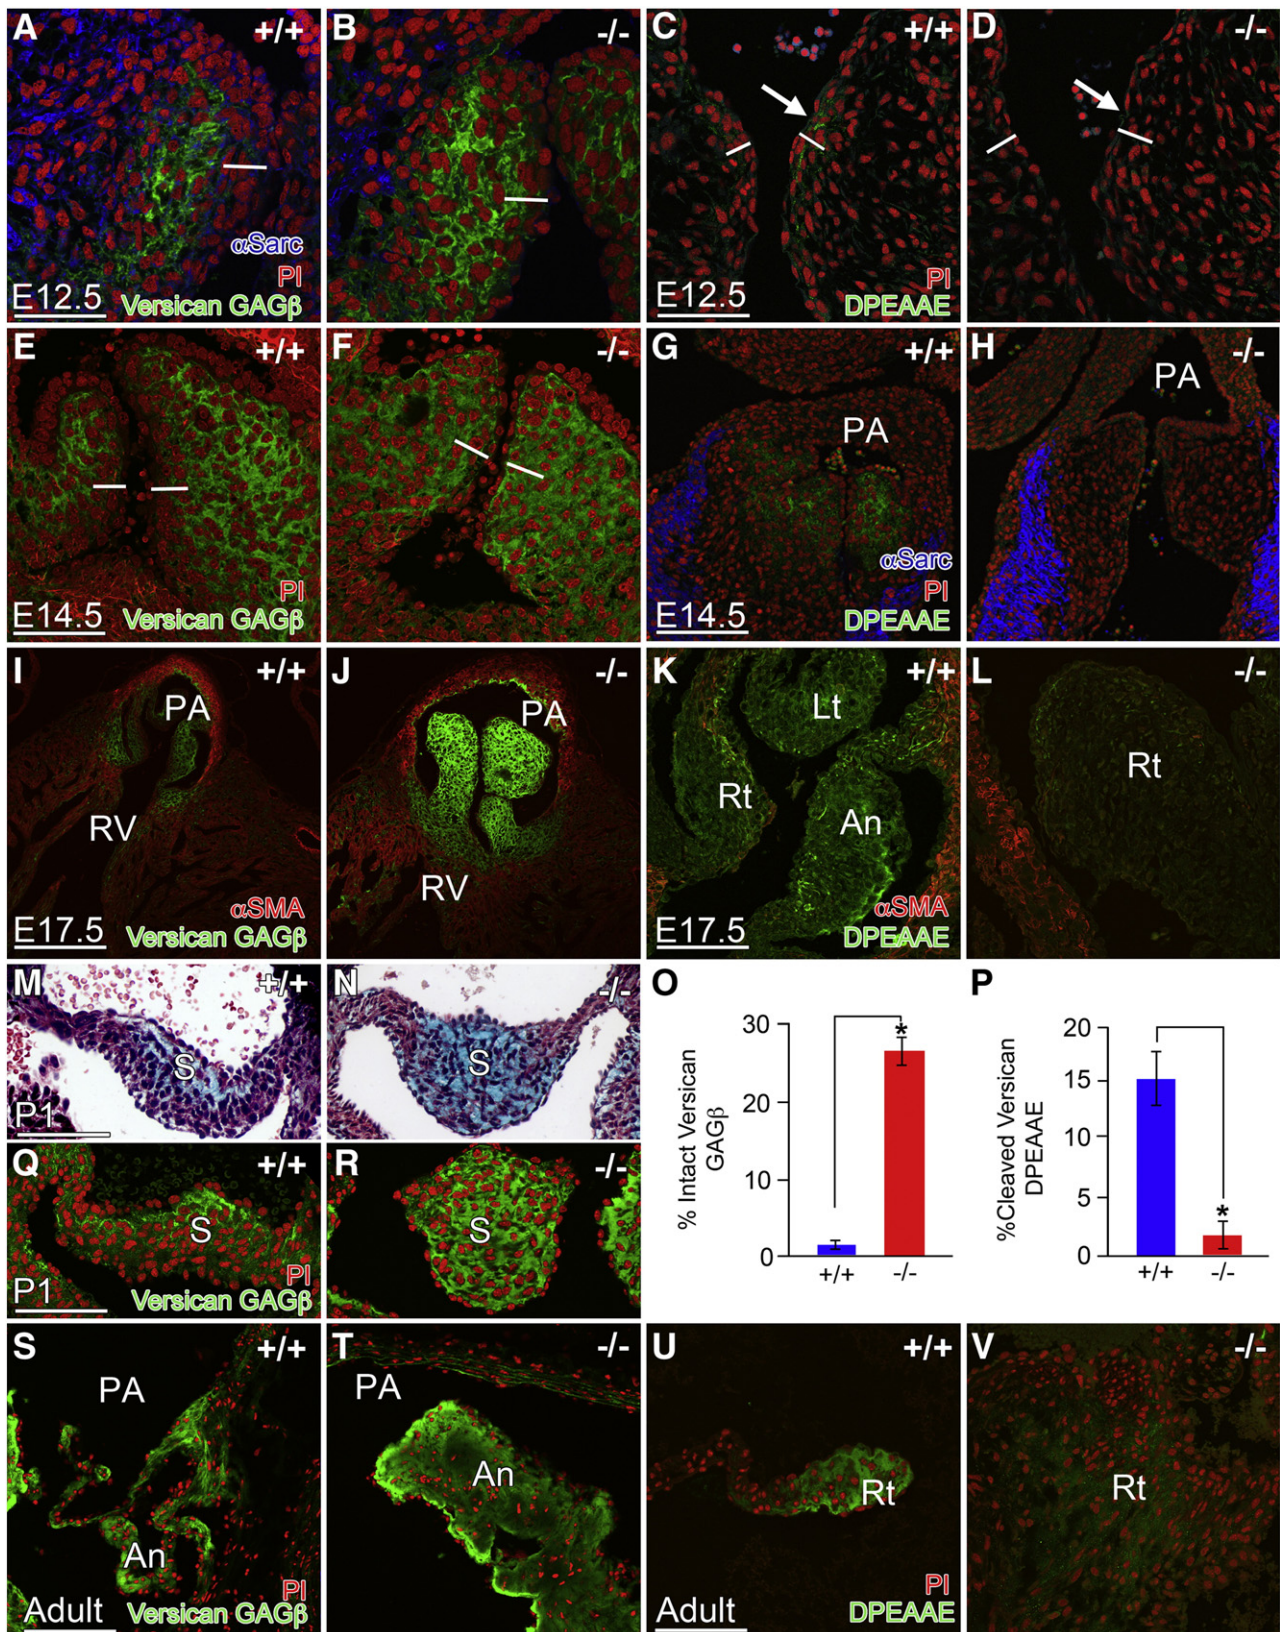 A +/+
B -/-
C +/+
D -/-
αSarc
PI
E12.5 Versican GAGβ
PI
E12.5 DPEAAE
E +/+
F -/-
G +/+
H -/-
PA
PA
PI
E14.5 Versican GAGβ
αSarc
PI
E14.5 DPEAAE
I +/+
J -/-
K +/+
L -/-
PA
PA
Lt
Rt
An
Rt
RV
RV
αSMA
E17.5 Versican GAGβ
αSMA
E17.5 DPEAAE
M +/+
N -/-
S
S
P1
O
% Intact Versican
GAGβ
30
20
10
0
*
+/+ -/-
P
%Cleaved Versican
DPEAAE
20
15
10
5
0
*
+/+ -/-
Q +/+
R -/-
S
S
PI
P1 Versican GAGβ
S +/+
T -/-
U +/+
V -/-
PA
PA
An
An
Rt
Rt
PI
Adult Versican GAGβ
PI
Adult DPEAAE